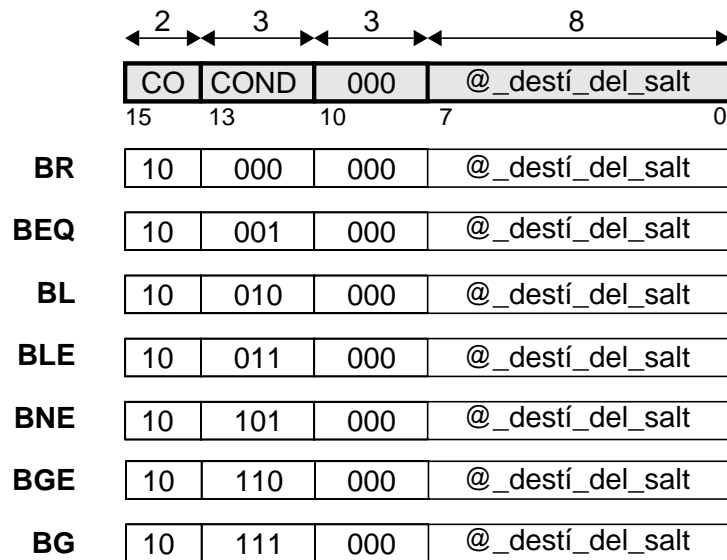 2 3 3 8
CO COND 000 @_destí_del_salt
15 13 10 7 0
BR 10 000 000 @_destí_del_salt
BEQ 10 001 000 @_destí_del_salt
BL 10 010 000 @_destí_del_salt
BLE 10 011 000 @_destí_del_salt
BNE 10 101 000 @_destí_del_salt
BGE 10 110 000 @_destí_del_salt
BG 10 111 000 @_destí_del_salt